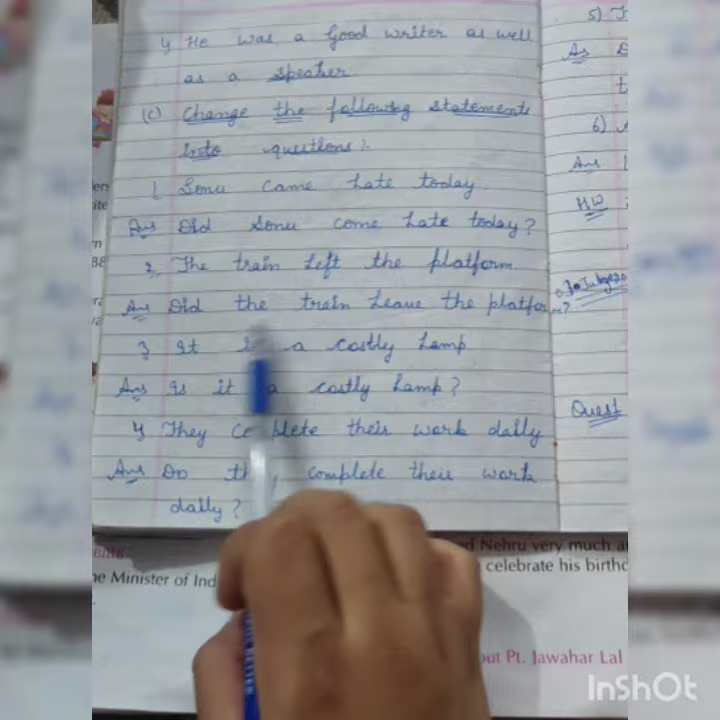 4 He was a Good writer as well
as a speaker
(C) Change the following statements
into questions :
1 Sonu came late today
Ans Did Sonu come late today?
2 The train left the platform
Ans Did the train leave the platform?
3 It a costly lamp
Ans Is it a costly lamp?
4 They complete their work daily
Ans Do they complete their work
daily?
5)
Ans
6)
Ans
HW
Quest
ed Nehru very much a
he Minister of Ind
celebrate his birthd
out Pt. Jawahar Lal
InShOt